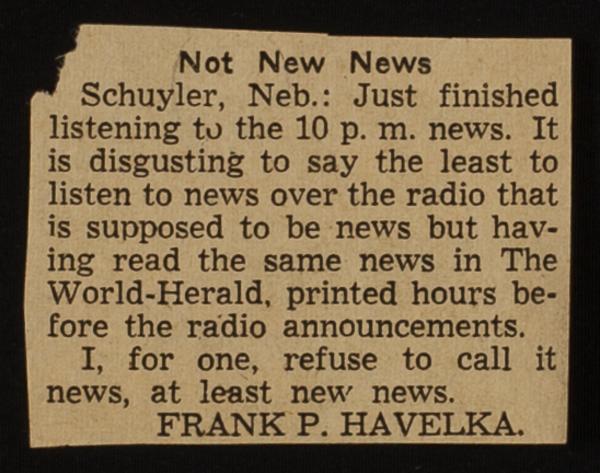 Not New News
Schuyler, Neb.: Just finished
listening to the 10 p. m. news. It
is disgusting to say the least to
listen to news over the radio that
is supposed to be news but hav-
ing read the same news in The
World-Herald, printed hours be-
fore the radio announcements.
I, for one, refuse to call it
news, at least new news.
FRANK P. HAVELKA.